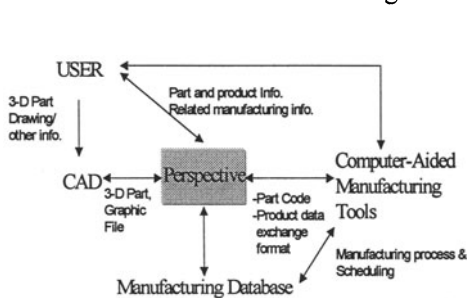 USER
3-D Part
Drawing/
other info.
Part and product Info.
Related manufacturing info.
CAD
Perspective
Computer-Aided
Manufacturing
Tools
3-D Part,
Graphic
File
-Part Code
-Product data
exchange
format
Manufacturing process &
Scheduling
Manufacturing Database